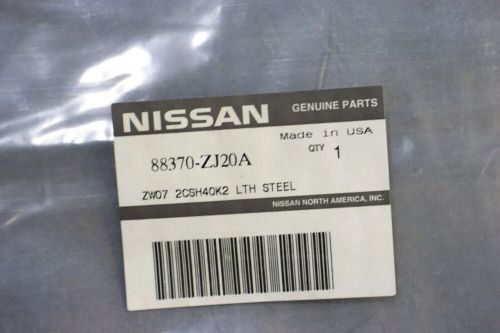 NISSAN GENUINE PARTS
Made in USA
88370-ZJ20A QTY 1
ZW07 2CSH40K2 LTH STEEL
NISSAN NORTH AMERICA, INC.